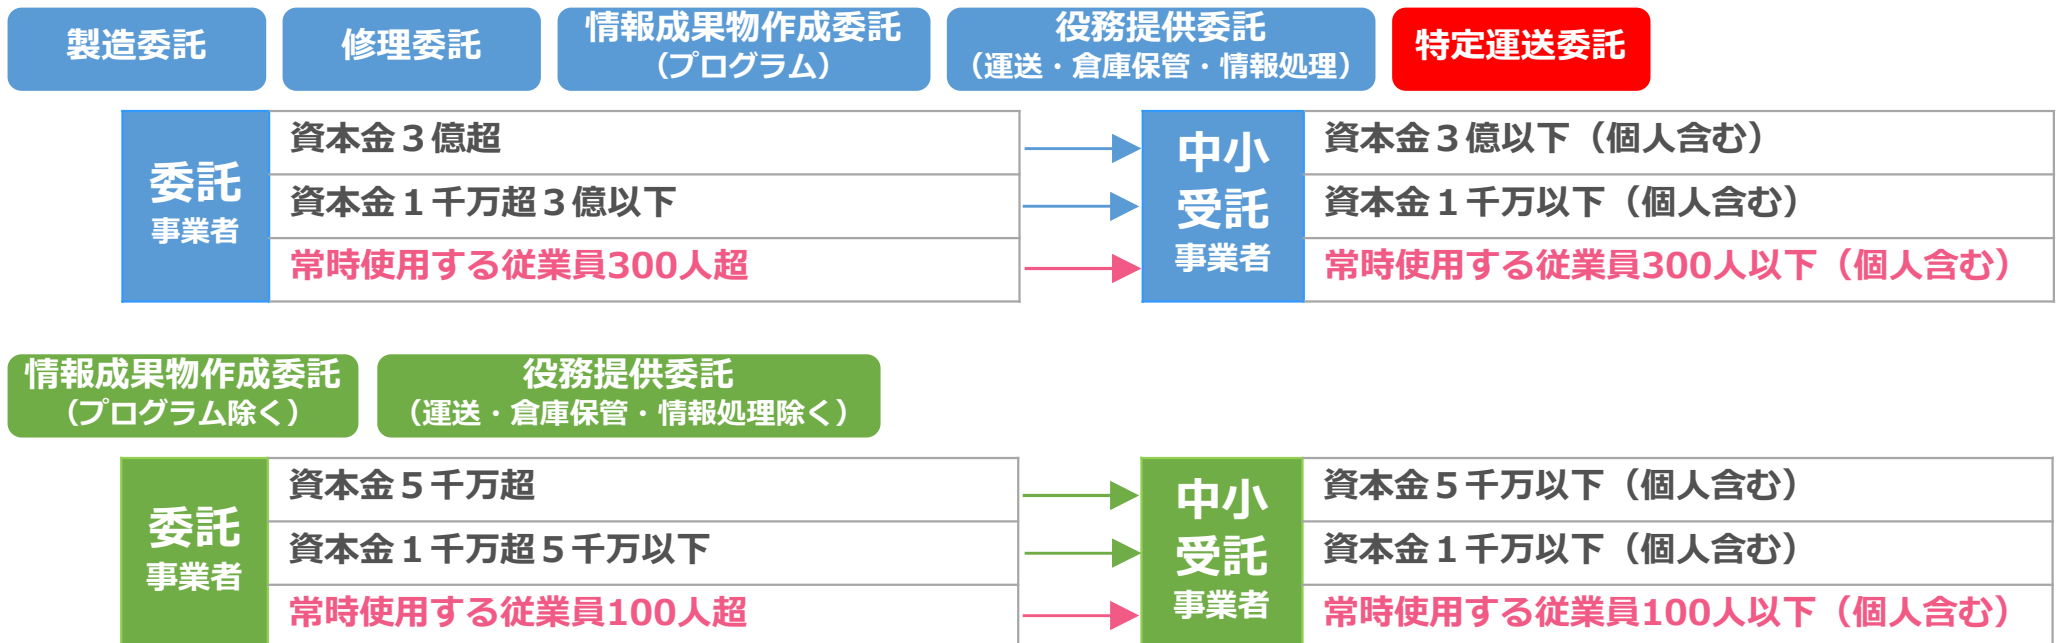 製造委託
修理委託
情報成果物作成委託
（プログラム）
役務提供委託
（運送・倉庫保管・情報処理）
特定運送委託
委託
事業者
資本金３億超
資本金１千万超３億以下
常時使用する従業員300人超
中小
受託
事業者
資本金３億以下（個人含む）
資本金１千万以下（個人含む）
常時使用する従業員300人以下（個人含む）
情報成果物作成委託
（プログラム除く）
役務提供委託
（運送・倉庫保管・情報処理除く）
委託
事業者
資本金５千万超
資本金１千万超５千万以下
常時使用する従業員100人超
中小
受託
事業者
資本金５千万以下（個人含む）
資本金１千万以下（個人含む）
常時使用する従業員100人以下（個人含む）